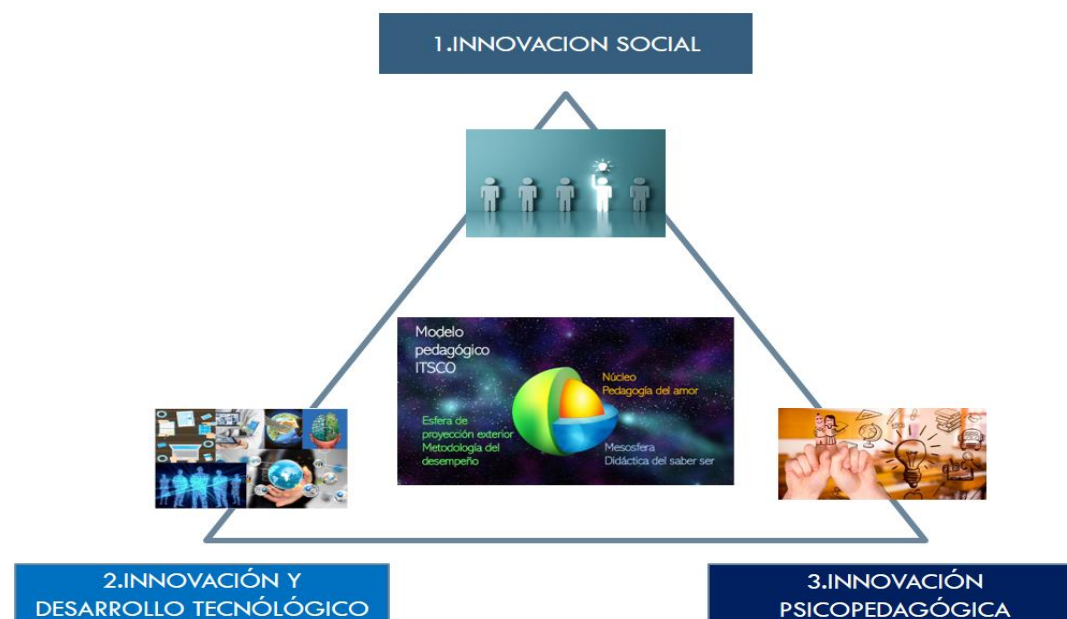 1.INNOVACION SOCIAL
Modelo
pedagógico
ITSCO
Núcleo
Pedagogía del amor
Esfera de
proyección exterior
Metodología del
desempeño
Mesosfera
Didáctica del saber ser
2.INNOVACIÓN Y
DESARROLLO TECNÓLÓGICO
3.INNOVACIÓN
PSICOPEDAGÓGICA